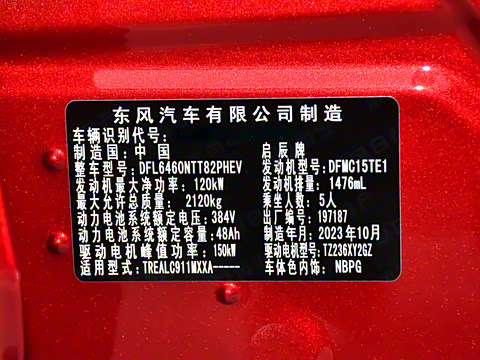 东风汽车有限公司制造
车辆识别代号：
制造国：中 国 启辰牌
整车型号：DFL6460NTT82PHEV 发动机型号：DFMC15TE1
发动机最大净功率：120kW 发动机排量：1476mL
最大允许总质量： 2120kg 乘坐人数：5人
动力电池系统额定电压：384V 出厂编号：197187
动力电池系统额定容量：48Ah 制造年月：2023年10月
驱动电机峰值功率：150kW 驱动电机型号：TZ236XY2GZ
适用型式：TREALC911MXXA----- 车体色内饰：NBPG